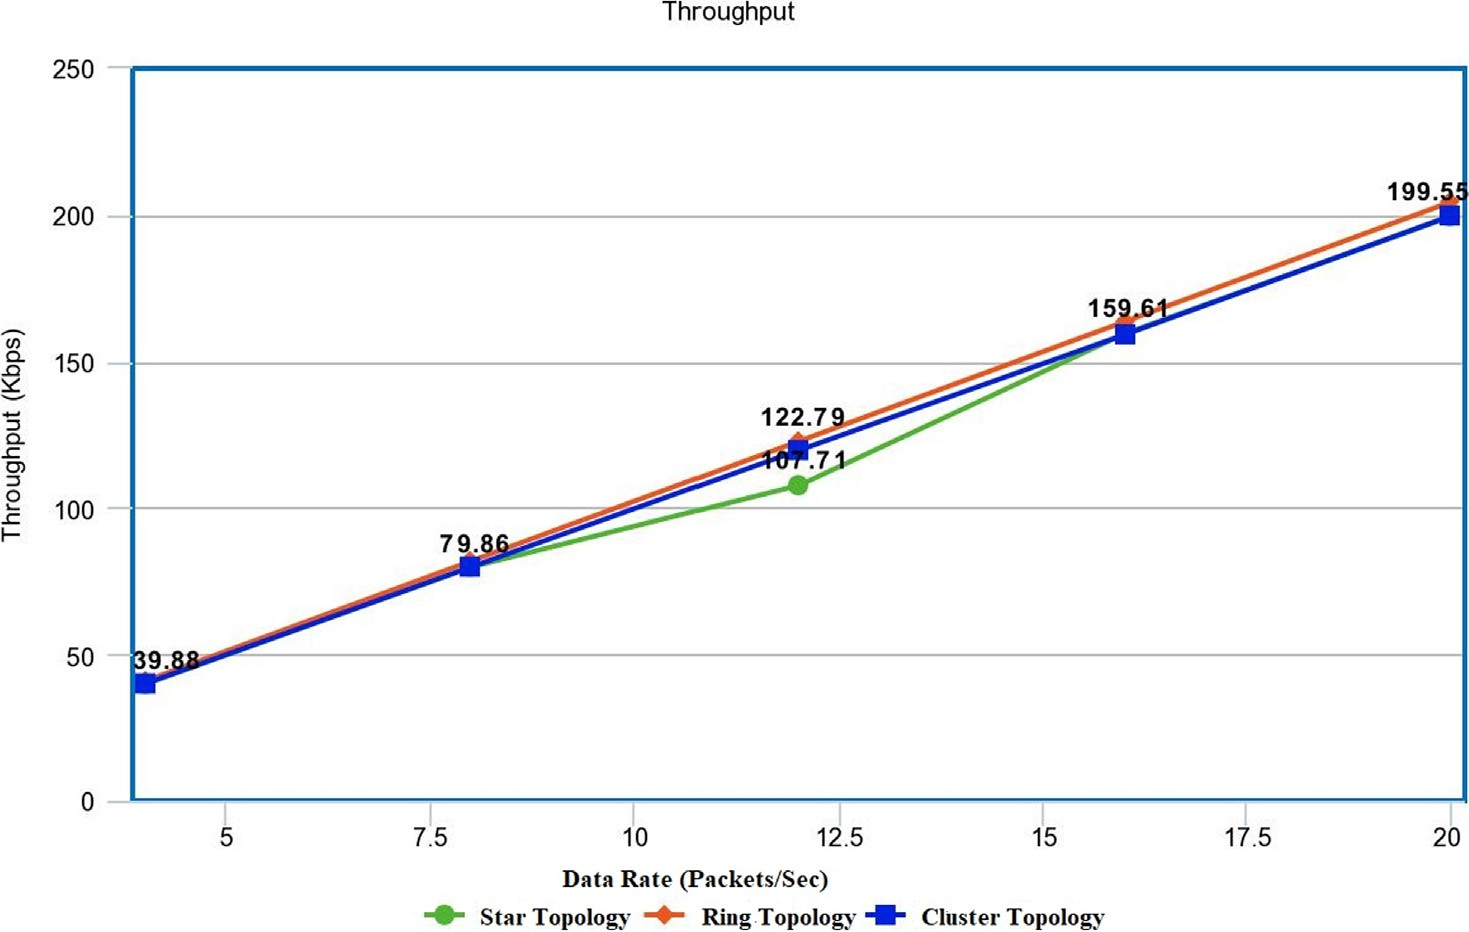 Throughput
250
200
150
100
50
0
Throughput (Kbps)
199.55
159.61
122.79
107.71
79.86
39.88
5 7.5 10 12.5 15 17.5 20
Data Rate (Packets/Sec)
Star Topology Ring Topology Cluster Topology